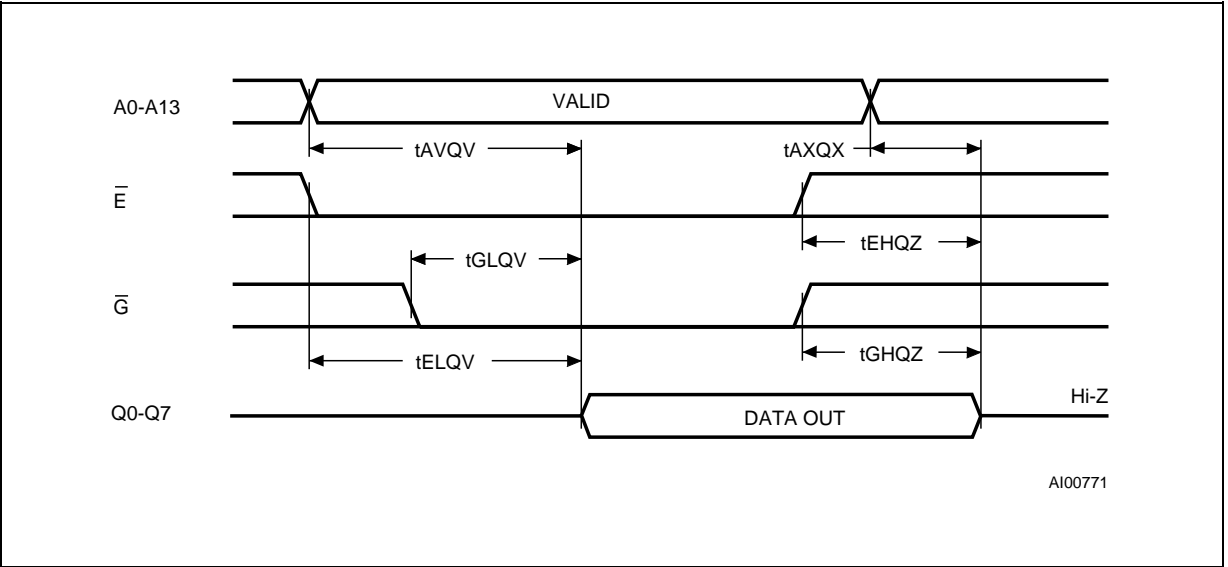 A0-A13
VALID
tAVQV
tAXQX
E̅
tEHQZ
tGLQV
G̅
tGHQZ
tELQV
Q0-Q7
DATA OUT
Hi-Z
AI00771